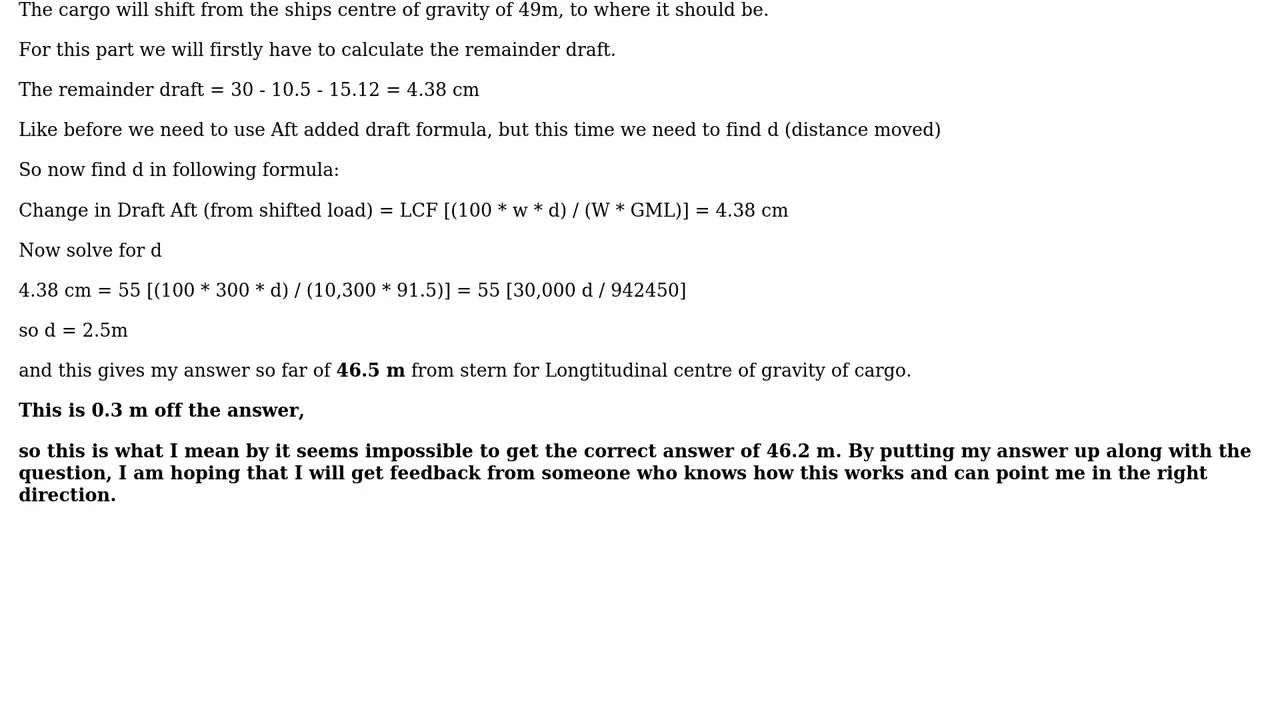 The cargo will shift from the ships centre of gravity of 49m, to where it should be.
For this part we will firstly have to calculate the remainder draft.
The remainder draft = 30 - 10.5 - 15.12 = 4.38 cm
Like before we need to use Aft added draft formula, but this time we need to find d (distance moved)
So now find d in following formula:
Change in Draft Aft (from shifted load) = LCF [(100 * w * d) / (W * GML)] = 4.38 cm
Now solve for d
4.38 cm = 55 [(100 * 300 * d) / (10,300 * 91.5)] = 55 [30,000 d / 942450]
so d = 2.5m
and this gives my answer so far of 46.5 m from stern for Longtitudinal centre of gravity of cargo.
This is 0.3 m off the answer,
so this is what I mean by it seems impossible to get the correct answer of 46.2 m. By putting my answer up along with the
question, I am hoping that I will get feedback from someone who knows how this works and can point me in the right
direction.